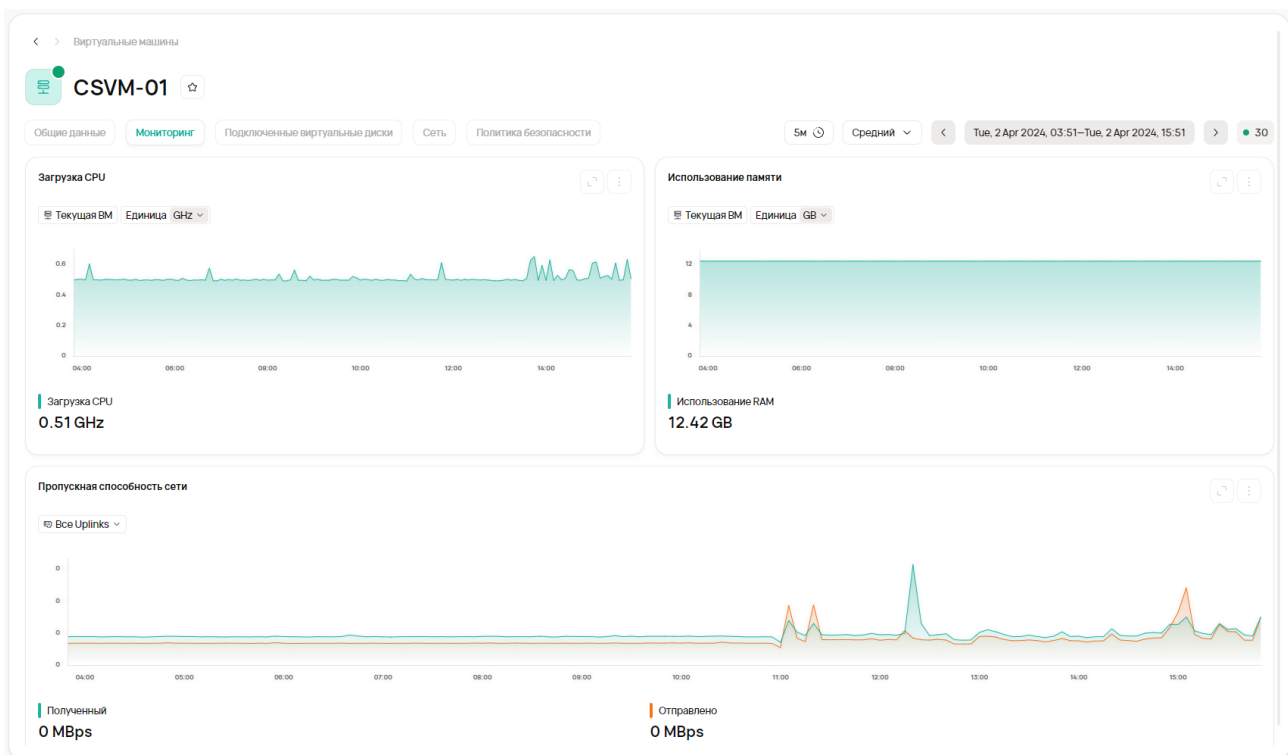 Виртуальные машины
CSVM-01
Общие данные Мониторинг Подключенные виртуальные диски Сеть Политика безопасности 5м Средний Tue, 2 Apr 2024, 03:51—Tue, 2 Apr 2024, 15:51 30
Загрузка CPU
Текущая ВМ Единица GHz
0.6
0.4
0.2
0
04:00 06:00 08:00 10:00 12:00 14:00
Загрузка CPU
0.51 GHz
Использование памяти
Текущая ВМ Единица GB
12
8
4
0
04:00 06:00 08:00 10:00 12:00 14:00
Использование RAM
12.42 GB
Пропускная способность сети
Все Uplinks
0
0
0
0
04:00 05:00 06:00 07:00 08:00 09:00 10:00 11:00 12:00 13:00 14:00 15:00
Полученный
0 MBps
Отправлено
0 MBps